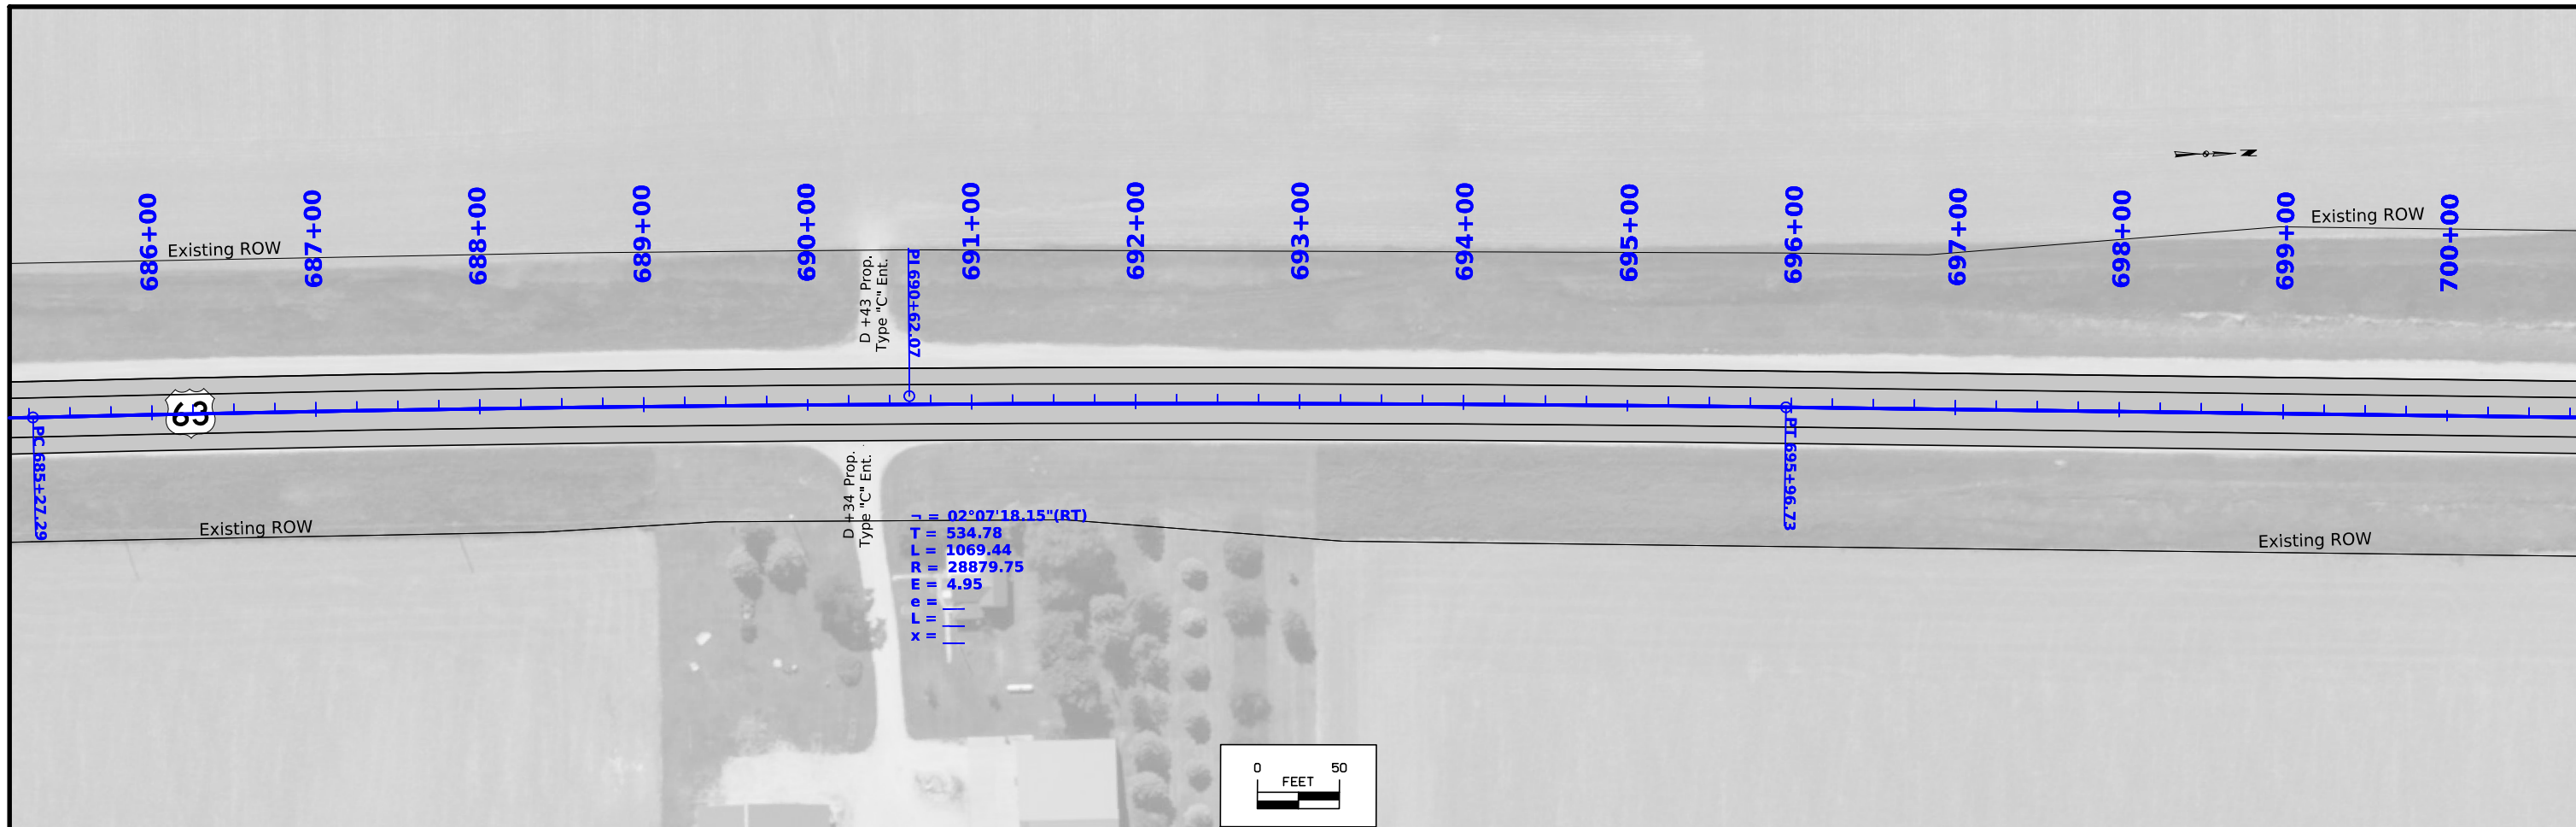 686+00
687+00
688+00
689+00
690+00
691+00
692+00
693+00
694+00
695+00
696+00
697+00
698+00
699+00
700+00
N
Existing ROW
Existing ROW
D +43 Prop.
Type "C" Ent.
PI 690+62.07
63
PC 685+27.29
PT 695+96.73
D +34 Prop.
Type "C" Ent.
Existing ROW
Existing ROW
¬ = 02°07'18.15"(RT)
T = 534.78
L = 1069.44
R = 28879.75
E = 4.95
e = __
L = __
x = __
0 50
FEET